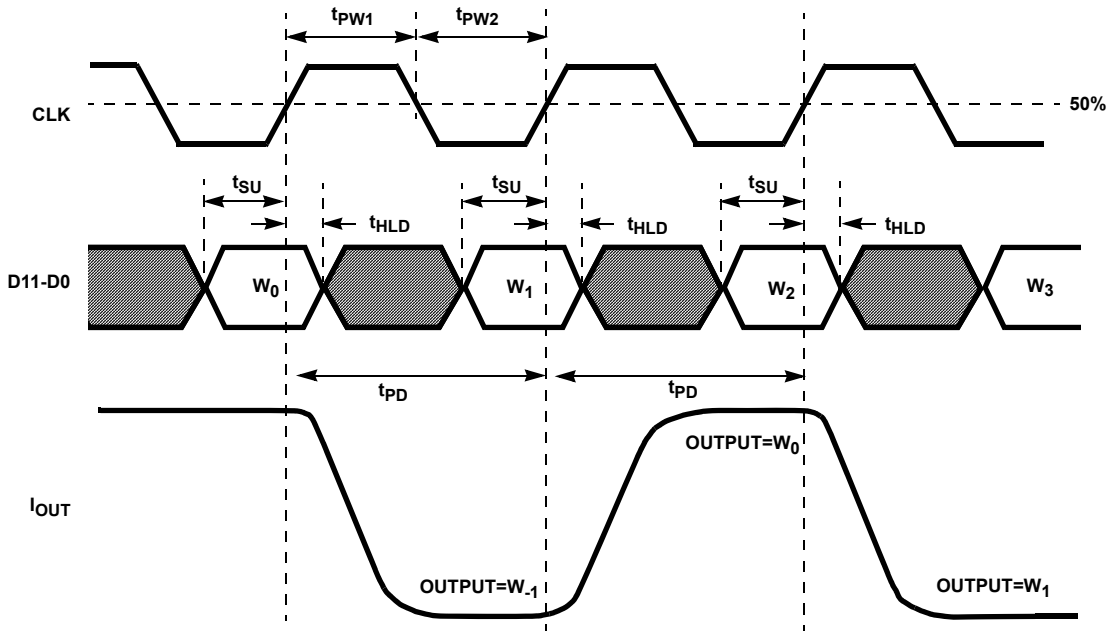 tPW1 tPW2
CLK
50%
tSU tSU tSU
tHLD tHLD tHLD
D11-D0
W0 W1 W2 W3
tPD tPD
OUTPUT=W0
IOUT
OUTPUT=W-1 OUTPUT=W1